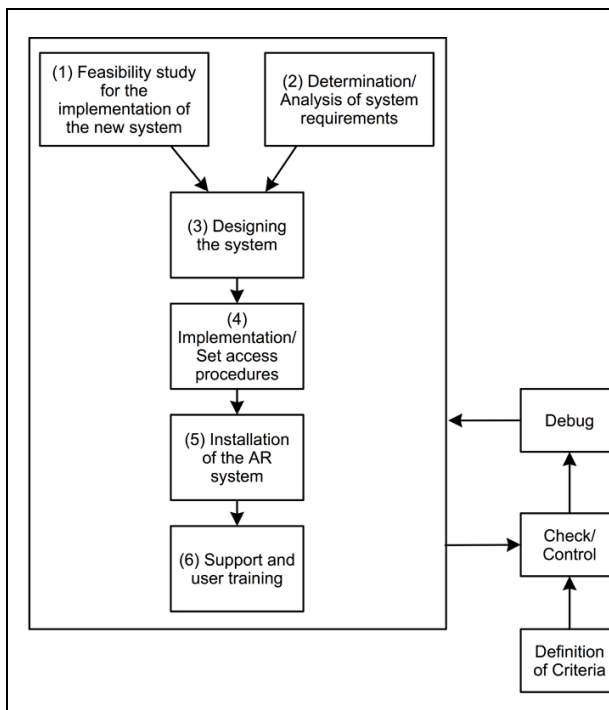 (1) Feasibility study
for the
implementation of
the new system
(2) Determination/
Analysis of system
requirements
(3) Designing
the system
(4)
Implementation/
Set access
procedures
(5) Installation
of the AR
system
(6) Support and
user training
Debug
Check/
Control
Definition
of Criteria